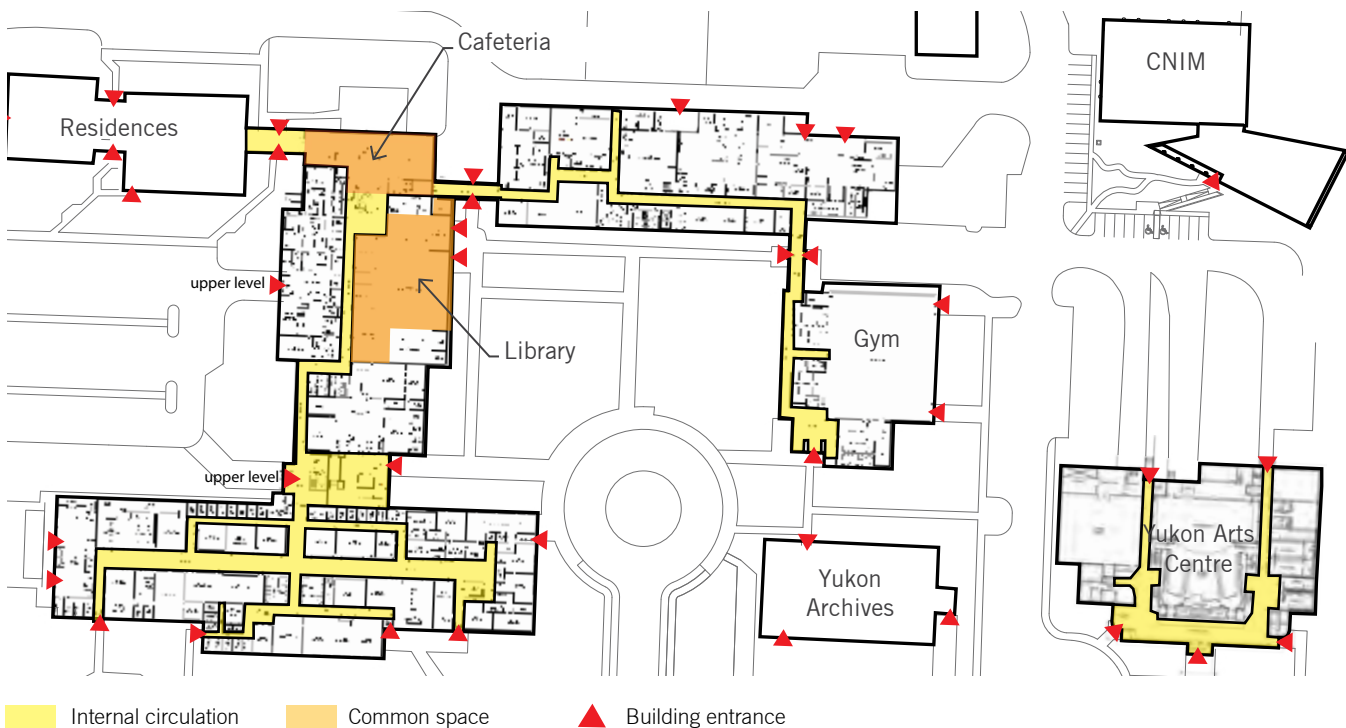 Cafeteria
CNIM
Residences
upper level
Library
Gym
upper level
Yukon
Archives
Yukon Arts
Centre
Internal circulation
Common space
Building entrance